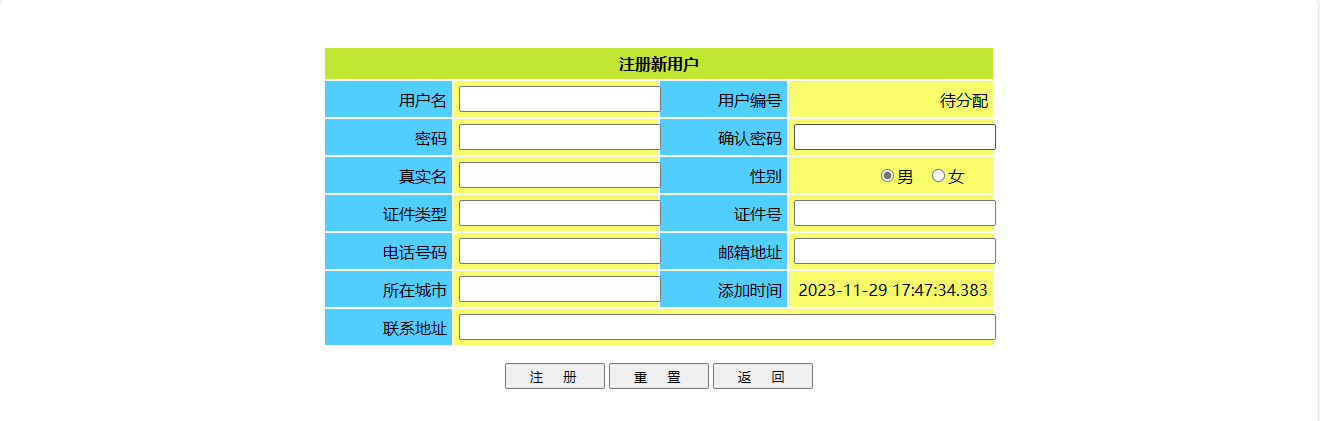 注册新用户
用户名 用户编号 待分配
密码 确认密码
真实名 性别 男 女
证件类型 证件号
电话号码 邮箱地址
所在城市 添加时间 2023-11-29 17:47:34.383
联系地址
注 册 重 置 返 回